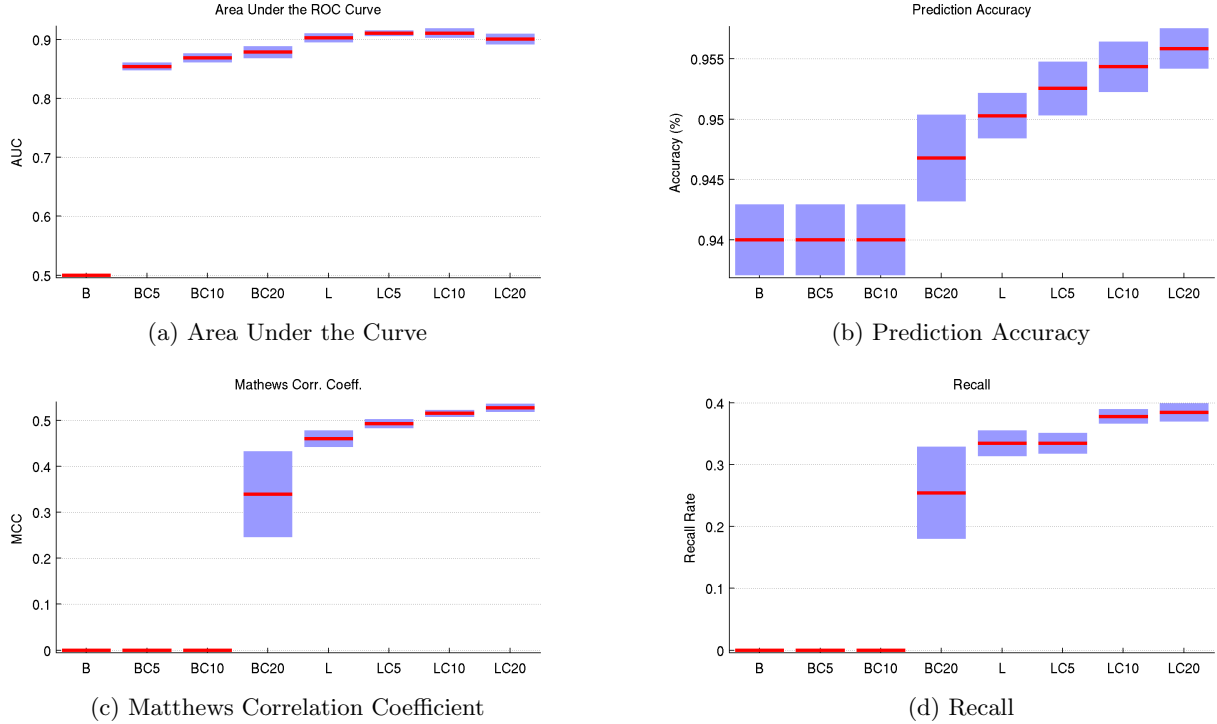 Area Under the ROC Curve
AUC
0.9
0.8
0.7
0.6
0.5
B BC5 BC10 BC20 L LC5 LC10 LC20
(a) Area Under the Curve
Prediction Accuracy
Accuracy (%)
0.955
0.95
0.945
0.94
B BC5 BC10 BC20 L LC5 LC10 LC20
(b) Prediction Accuracy
Mathews Corr. Coeff.
MCC
0.5
0.4
0.3
0.2
0.1
0
B BC5 BC10 BC20 L LC5 LC10 LC20
(c) Matthews Correlation Coefficient
Recall
Recall Rate
0.4
0.3
0.2
0.1
0
B BC5 BC10 BC20 L LC5 LC10 LC20
(d) Recall